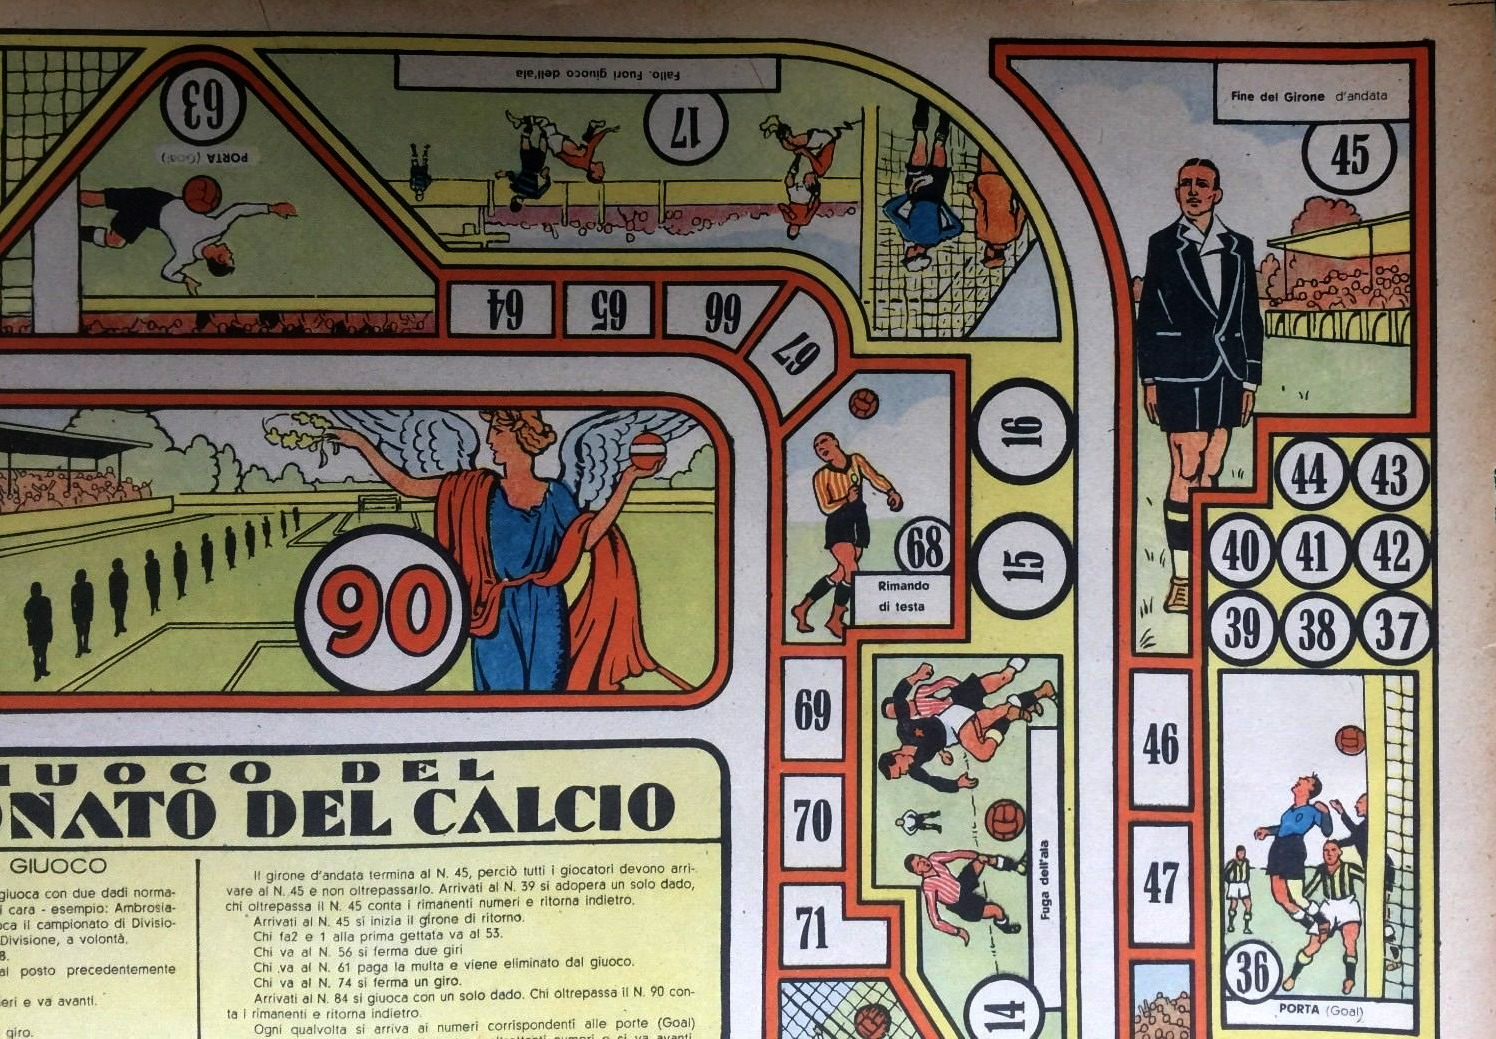 63
PORTA (Goal)
Fallo. Fuori giuoco dell'ala
17
Fine del Girone d'andata
45
64
65
66
67
16
44
43
68
Rimando
di testa
40
41
42
15
39
38
37
90
69
46
70
47
Fuga dell'ala
71
36
PORTA (Goal)
14
IUOCO DEL
ONATO DEL CALCIO
GIUOCO
giuoca con due dadi norma-
i cara - esempio: Ambrosia-
oca il campionato di Divisio-
Divisione, a volontà.
8.
al posto precedentemente
eri e va avanti.
giro.
Il girone d'andata termina al N. 45, perciò tutti i giocatori devono arri-
vare al N. 45 e non oltrepassarlo. Arrivati al N. 39 si adopera un solo dado,
chi oltrepassa il N. 45 conta i rimanenti numeri e ritorna indietro.
Arrivati al N. 45 si inizia il girone di ritorno.
Chi fa2 e 1 alla prima gettata va al 53.
Chi va al N. 56 si ferma due giri
Chi va al N. 61 paga la multa e viene eliminato dal giuoco.
Chi va al N. 74 si ferma un giro.
Arrivati al N. 84 si giuoca con un solo dado. Chi oltrepassa il N. 90 con-
ta i rimanenti e ritorna indietro.
Ogni qualvolta si arriva ai numeri corrispondenti alle porte (Goal)
numeri e si va avanti.